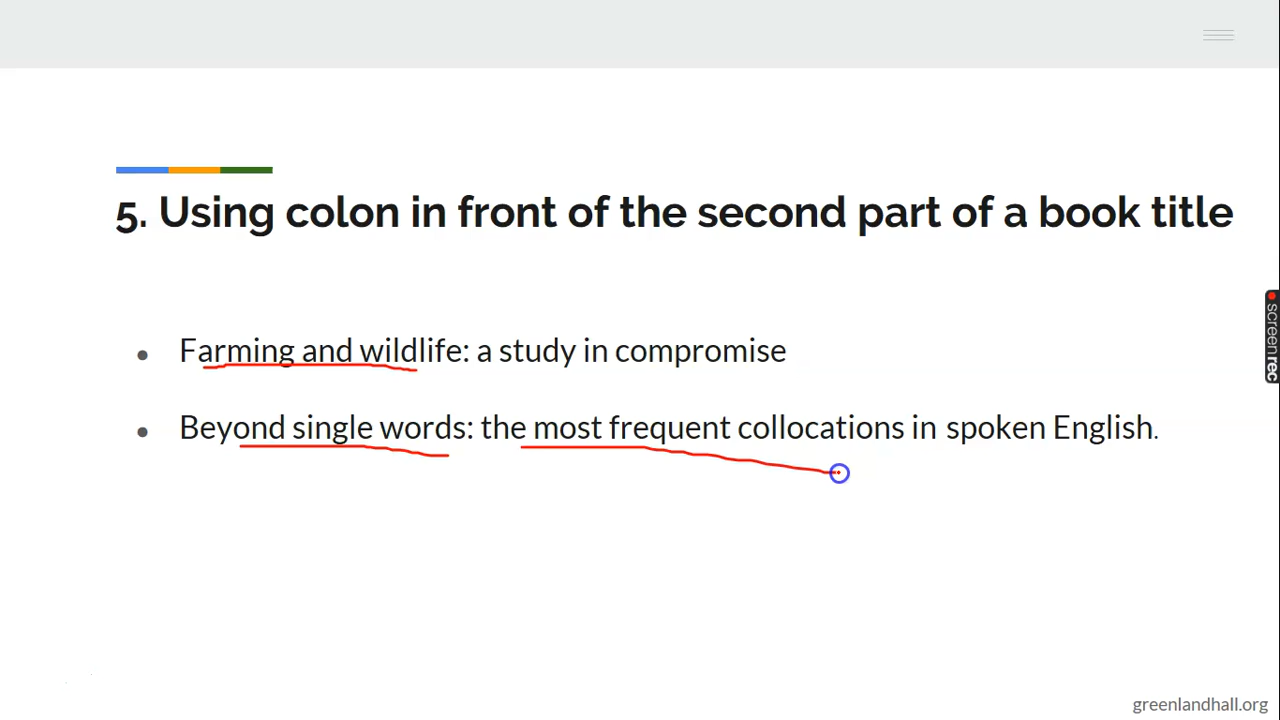 5. Using colon in front of the second part of a book title
Farming and wildlife: a study in compromise
Beyond single words: the most frequent collocations in spoken English.
screenrec
greenlandhall.org